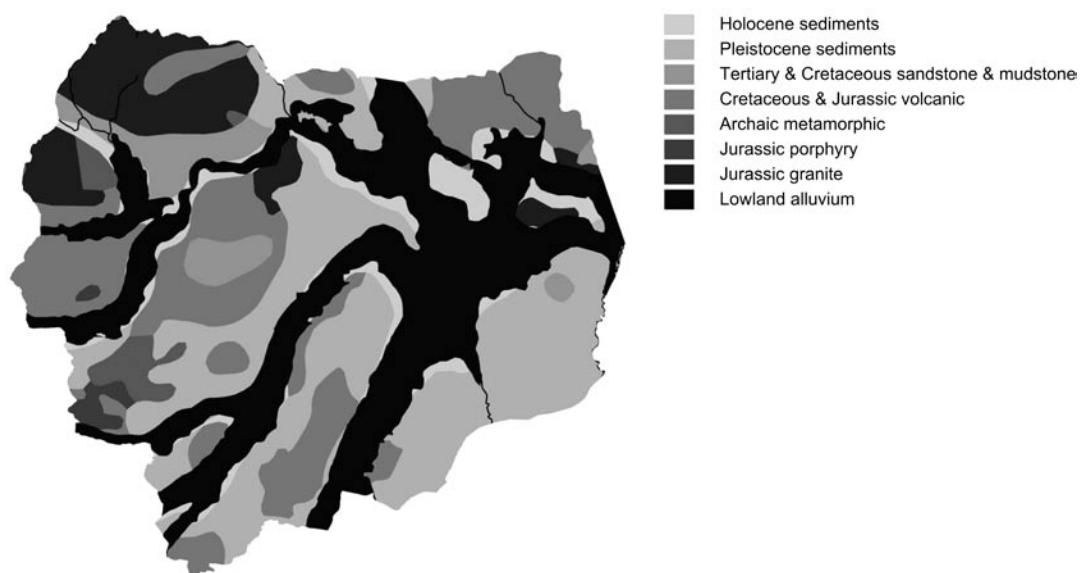 Holocene sediments
Pleistocene sediments
Tertiary & Cretaceous sandstone & mudstone
Cretaceous & Jurassic volcanic
Archaic metamorphic
Jurassic porphyry
Jurassic granite
Lowland alluvium